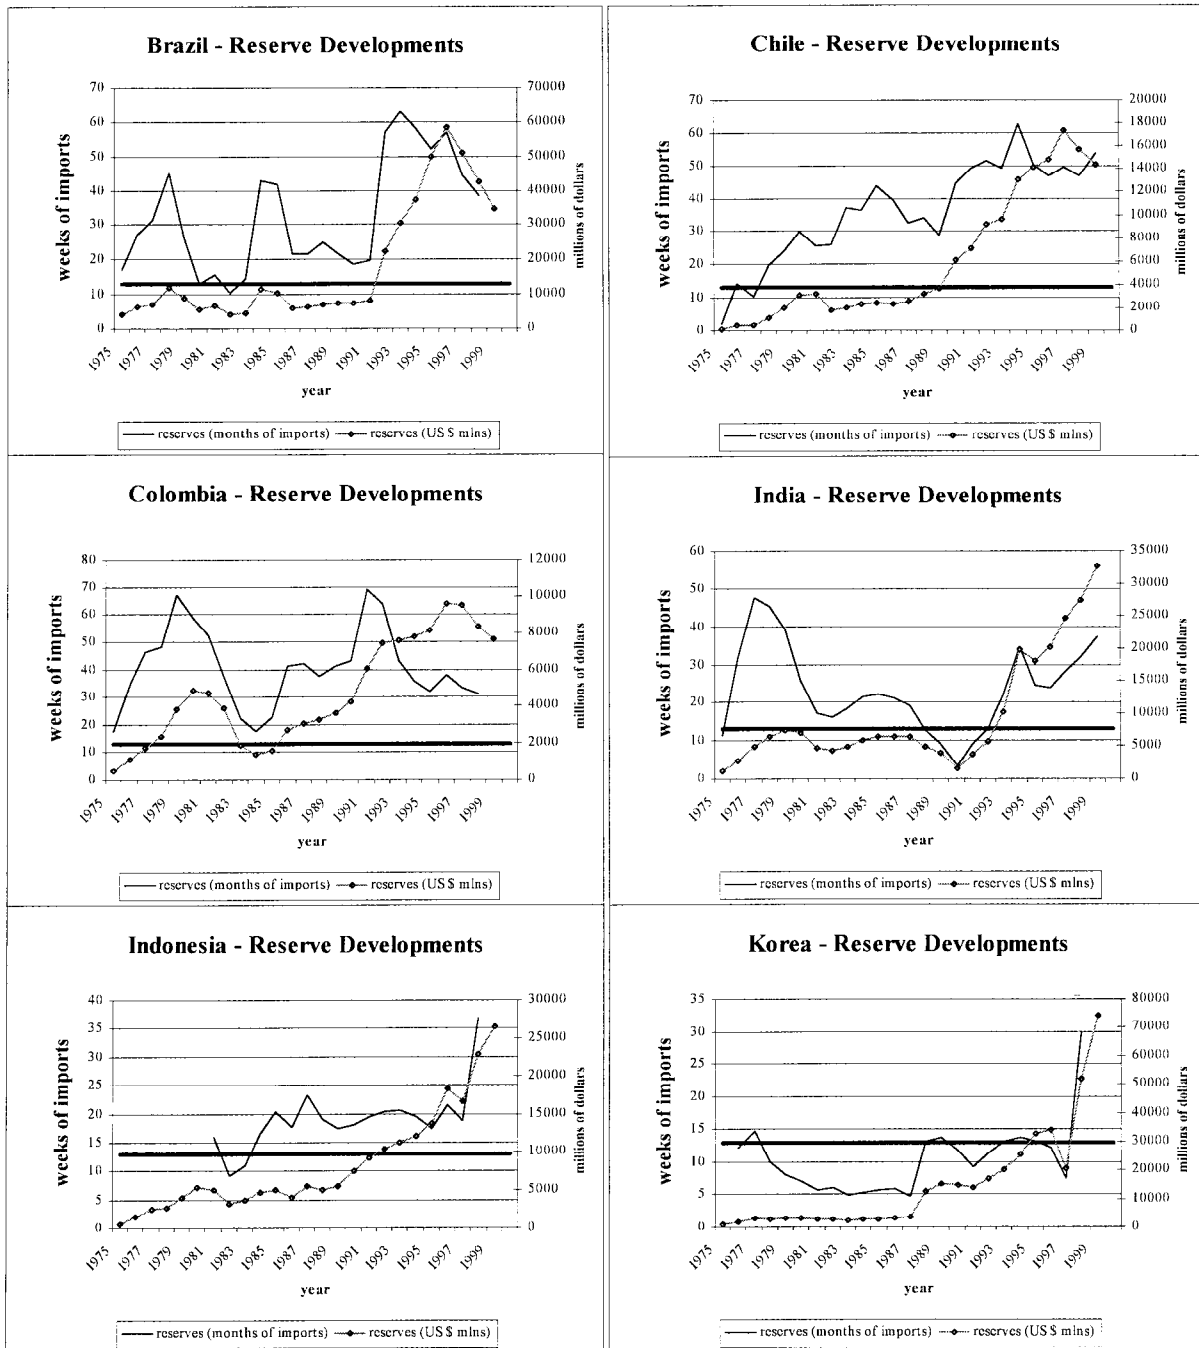 Brazil - Reserve Developments
weeks of imports
70
60
50
40
30
20
10
0
70000
60000
50000
40000
30000
20000
10000
0
millions of dollars
1975 1977 1979 1981 1983 1985 1987 1989 1991 1993 1995 1997 1999
year
reserves (months of imports) reserves (US $ mlns)
Chile - Reserve Developments
weeks of imports
70
60
50
40
30
20
10
0
20000
18000
16000
14000
12000
10000
8000
6000
4000
2000
0
millions of dollars
1975 1977 1979 1981 1983 1985 1987 1989 1991 1993 1995 1997 1999
year
reserves (months of imports) reserves (US $ mlns)
Colombia - Reserve Developments
weeks of imports
80
70
60
50
40
30
20
10
0
12000
10000
8000
6000
4000
2000
0
millions of dollars
1975 1977 1979 1981 1983 1985 1987 1989 1991 1993 1995 1997 1999
year
reserves (months of imports) reserves (US $ mlns)
India - Reserve Developments
weeks of imports
60
50
40
30
20
10
0
35000
30000
25000
20000
15000
10000
5000
0
millions of dollars
1975 1977 1979 1981 1983 1985 1987 1989 1991 1993 1995 1997 1999
year
reserves (months of imports) reserves (US $ mlns)
Indonesia - Reserve Developments
weeks of imports
40
35
30
25
20
15
10
5
0
30000
25000
20000
15000
10000
5000
0
millions of dollars
1975 1977 1979 1981 1983 1985 1987 1989 1991 1993 1995 1997 1999
year
reserves (months of imports) reserves (US $ mlns)
Korea - Reserve Developments
weeks of imports
35
30
25
20
15
10
5
0
80000
70000
60000
50000
40000
30000
20000
10000
0
millions of dollars
1975 1977 1979 1981 1983 1985 1987 1989 1991 1993 1995 1997 1999
year
reserves (months of imports) reserves (US $ mlns)